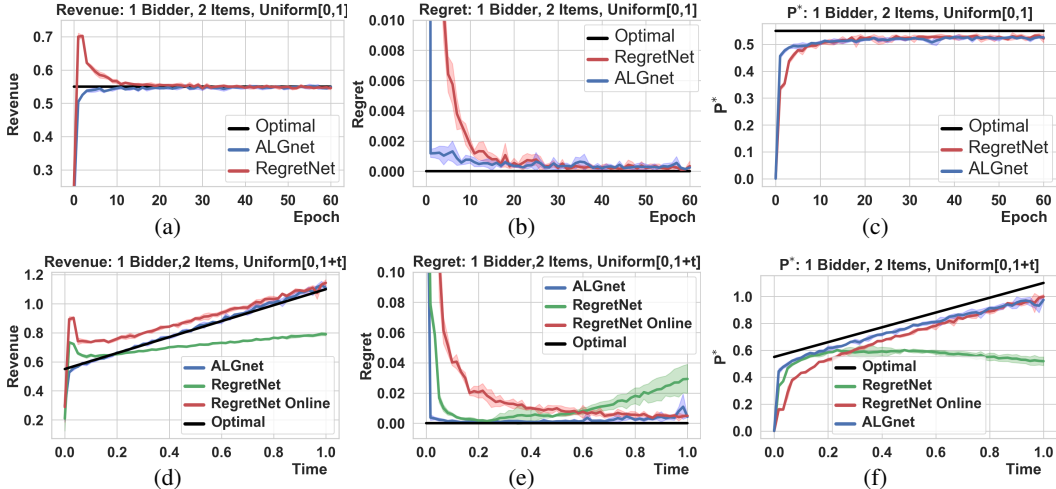 Revenue: 1 Bidder, 2 Items, Uniform[0,1]
Revenue
0.7
0.6
0.5
0.4
0.3
Optimal
ALGnet
RegretNet
0 10 20 30 40 50 60
Epoch
(a)
Regret: 1 Bidder, 2 Items, Uniform[0,1]
Regret
0.010
0.008
0.006
0.004
0.002
0.000
Optimal
RegretNet
ALGnet
0 10 20 30 40 50 60
Epoch
(b)
P*: 1 Bidder, 2 Items, Uniform[0,1]
P*
0.5
0.4
0.3
0.2
0.1
0.0
Optimal
RegretNet
ALGnet
0 10 20 30 40 50 60
Epoch
(c)
Revenue: 1 Bidder,2 Items, Uniform[0,1+t]
Revenue
1.2
1.0
0.8
0.6
0.4
0.2
ALGnet
RegretNet
RegretNet Online
Optimal
0.0 0.2 0.4 0.6 0.8 1.0
Time
(d)
Regret: 1 Bidder,2 Items, Uniform[0,1+t]
Regret
0.10
0.08
0.06
0.04
0.02
0.00
ALGnet
RegretNet
RegretNet Online
Optimal
0.0 0.2 0.4 0.6 0.8 1.0
Time
(e)
P*: 1 Bidder, 2 Items, Uniform[0,1+t]
P*
1.0
0.8
0.6
0.4
0.2
0.0
Optimal
RegretNet
RegretNet Online
ALGnet
0.0 0.2 0.4 0.6 0.8 1.0
Time
(f)